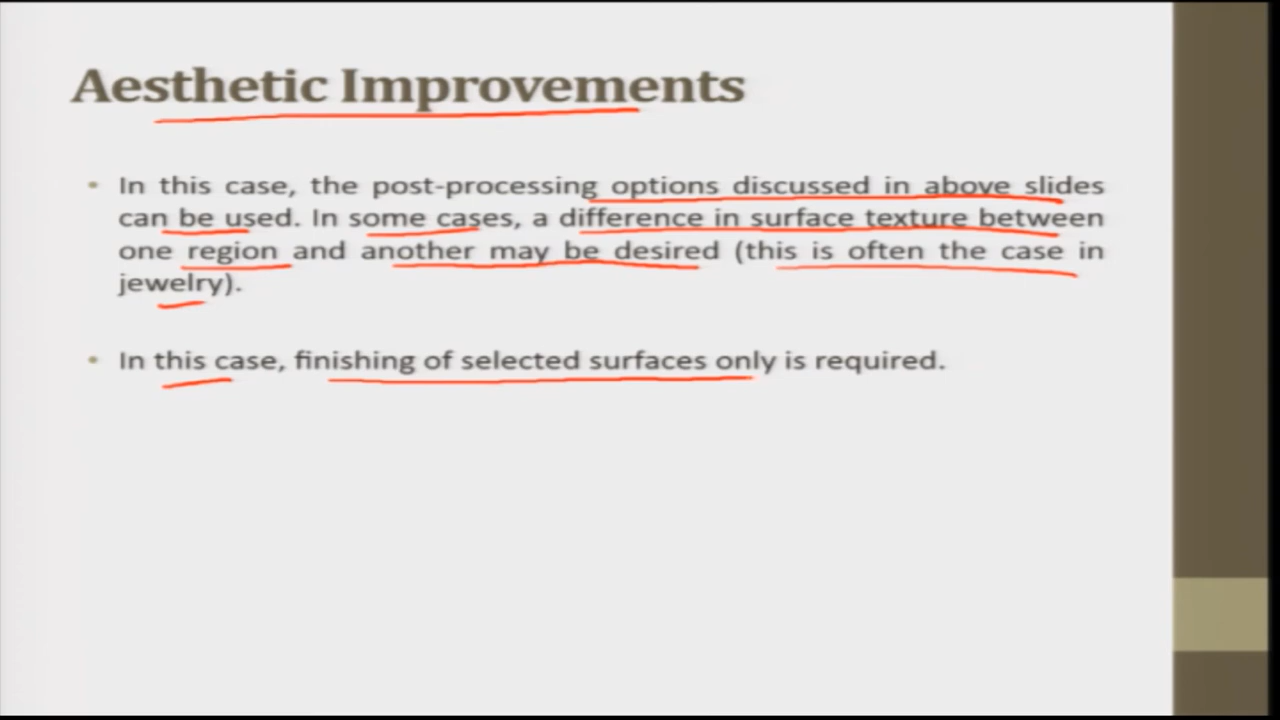 Aesthetic Improvements
• In this case, the post-processing options discussed in above slides
can be used. In some cases, a difference in surface texture between
one region and another may be desired (this is often the case in
jewelry).
• In this case, finishing of selected surfaces only is required.